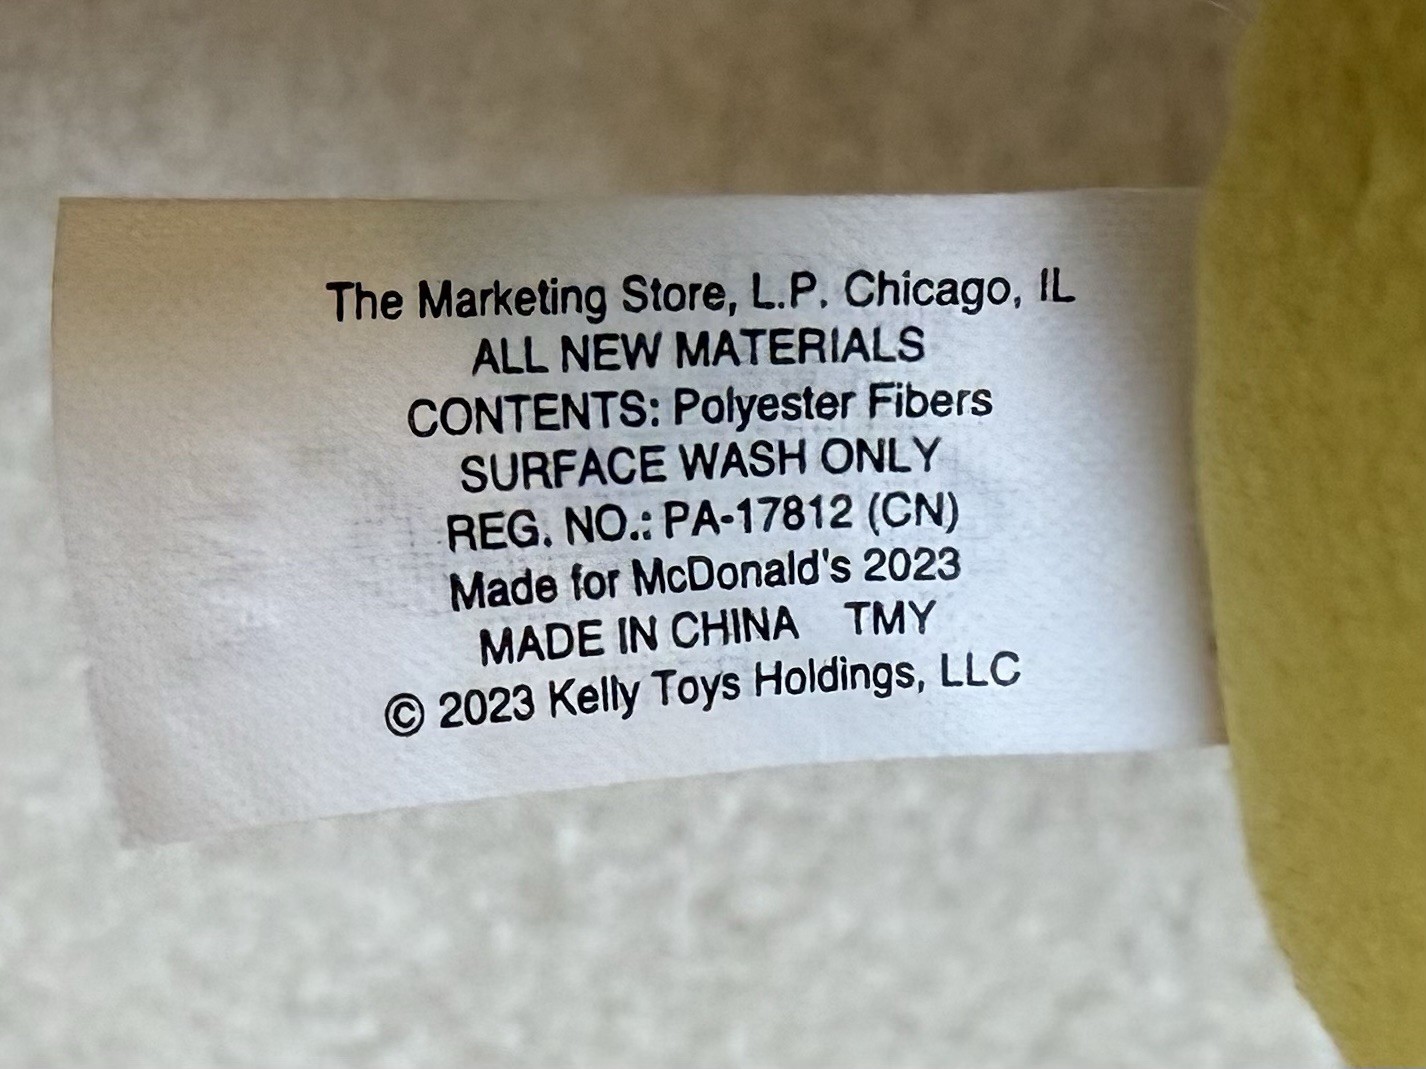 The Marketing Store, L.P. Chicago, IL
ALL NEW MATERIALS
CONTENTS: Polyester Fibers
SURFACE WASH ONLY
REG. NO.: PA-17812 (CN)
Made for McDonald's 2023
MADE IN CHINA TMY
© 2023 Kelly Toys Holdings, LLC